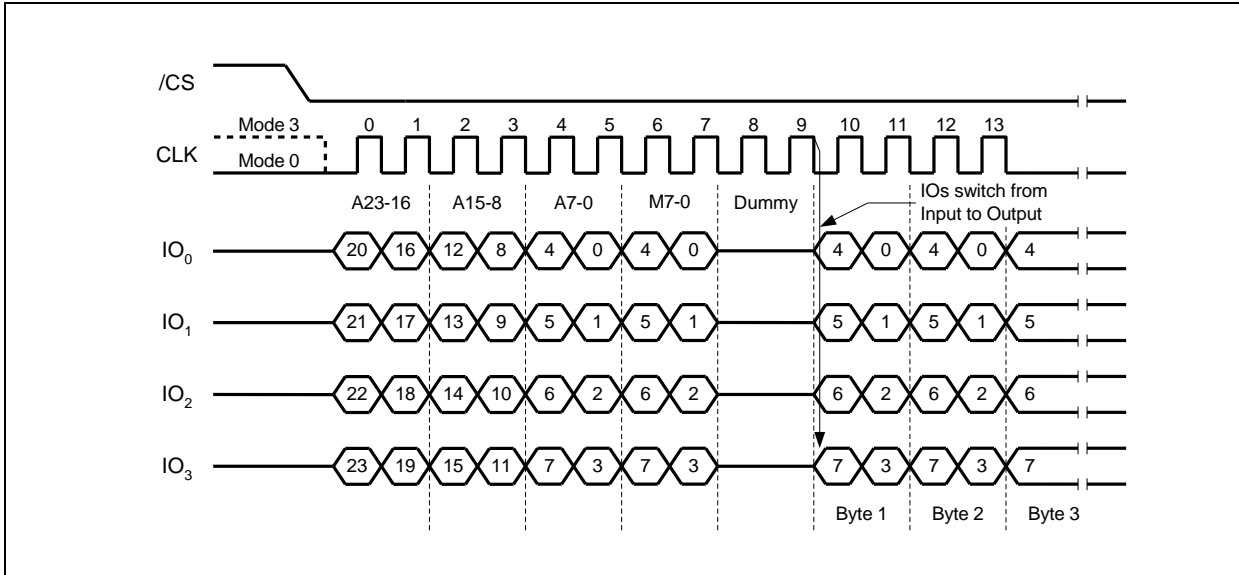 /CS
Mode 3 0 1 2 3 4 5 6 7 8 9 10 11 12 13
CLK
Mode 0
A23-16 A15-8 A7-0 M7-0 Dummy
IOs switch from
Input to Output
IO0 20 16 12 8 4 0 4 0 4 0 4 0 4
IO1 21 17 13 9 5 1 5 1 5 1 5 1 5
IO2 22 18 14 10 6 2 6 2 6 2 6 2 6
IO3 23 19 15 11 7 3 7 3 7 3 7 3 7
Byte 1 Byte 2 Byte 3